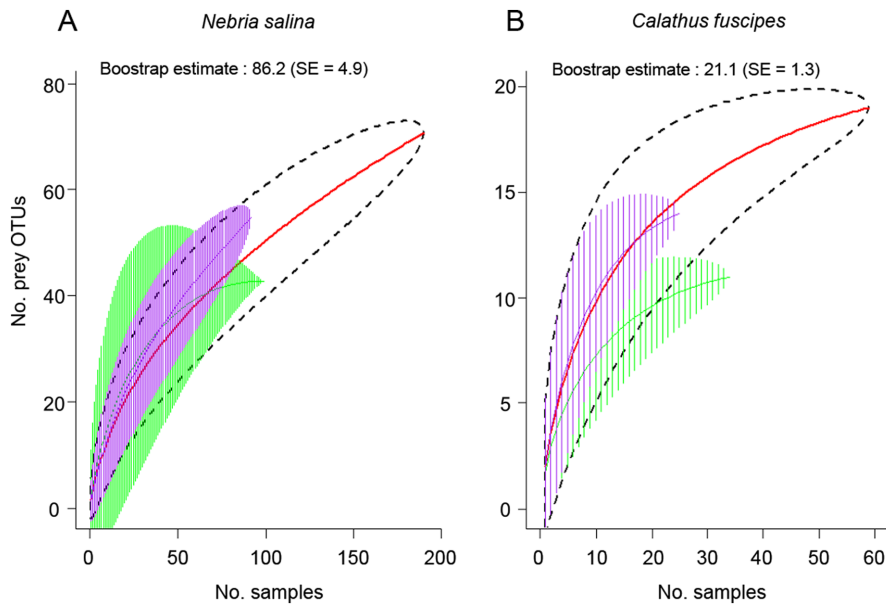 A
Nebria salina
Boostrap estimate : 86.2 (SE = 4.9)
No. prey OTUs
80
60
40
20
0
0 50 100 150 200
No. samples
B
Calathus fuscipes
Boostrap estimate : 21.1 (SE = 1.3)
20
15
10
5
0
0 10 20 30 40 50 60
No. samples